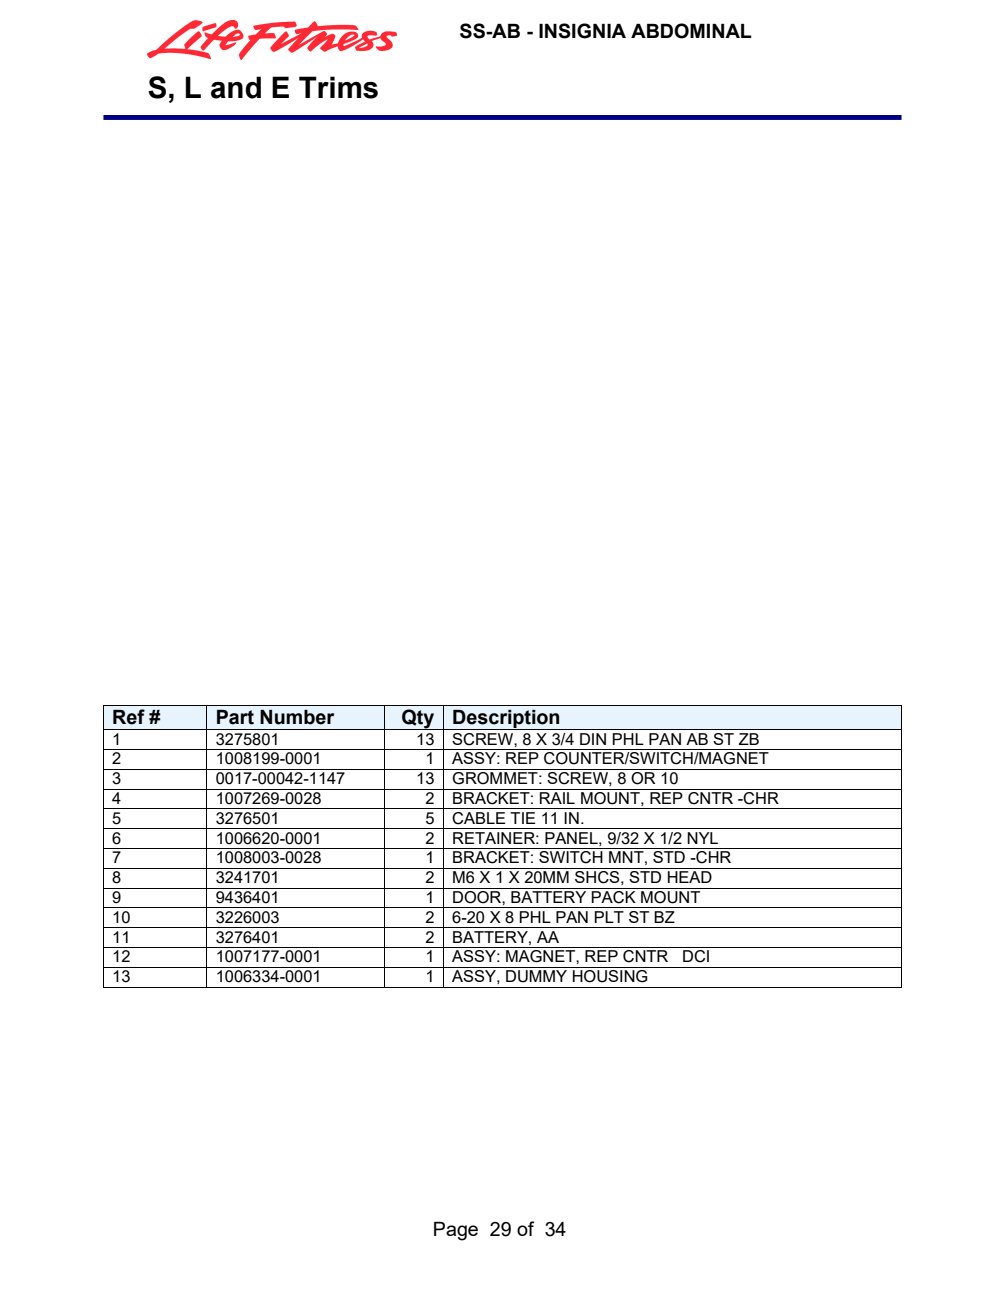 Life Fitness
SS-AB - INSIGNIA ABDOMINAL
S, L and E Trims
Ref # Part Number Qty Description
1 3275801 13 SCREW, 8 X 3/4 DIN PHL PAN AB ST ZB
2 1008199-0001 1 ASSY: REP COUNTER/SWITCH/MAGNET
3 0017-00042-1147 13 GROMMET: SCREW, 8 OR 10
4 1007269-0028 2 BRACKET: RAIL MOUNT, REP CNTR -CHR
5 3276501 5 CABLE TIE 11 IN.
6 1006620-0001 2 RETAINER: PANEL, 9/32 X 1/2 NYL
7 1008003-0028 1 BRACKET: SWITCH MNT, STD -CHR
8 3241701 2 M6 X 1 X 20MM SHCS, STD HEAD
9 9436401 1 DOOR, BATTERY PACK MOUNT
10 3226003 2 6-20 X 8 PHL PAN PLT ST BZ
11 3276401 2 BATTERY, AA
12 1007177-0001 1 ASSY: MAGNET, REP CNTR DCI
13 1006334-0001 1 ASSY, DUMMY HOUSING
Page 29 of 34